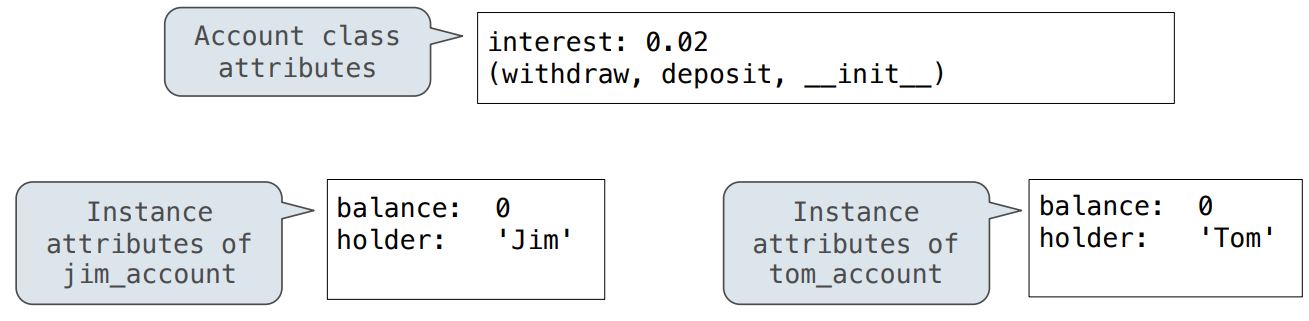 Account class
attributes
interest: 0.02
(withdraw, deposit, __init__)
Instance
attributes of
jim_account
balance:  0
holder:   'Jim'
Instance
attributes of
tom_account
balance:  0
holder:   'Tom'